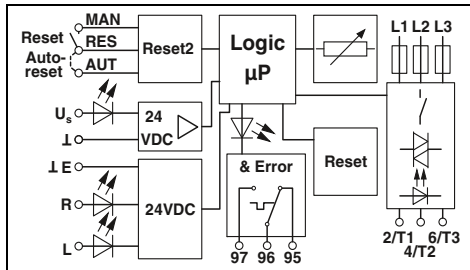 MAN
Reset
RES
Auto-
reset
AUT
Reset2
Logic
µP
L1 L2 L3
Us
24
VDC
⊥
⊥ E
R
L
24VDC
& Error
97 96 95
Reset
2/T1 6/T3
4/T2